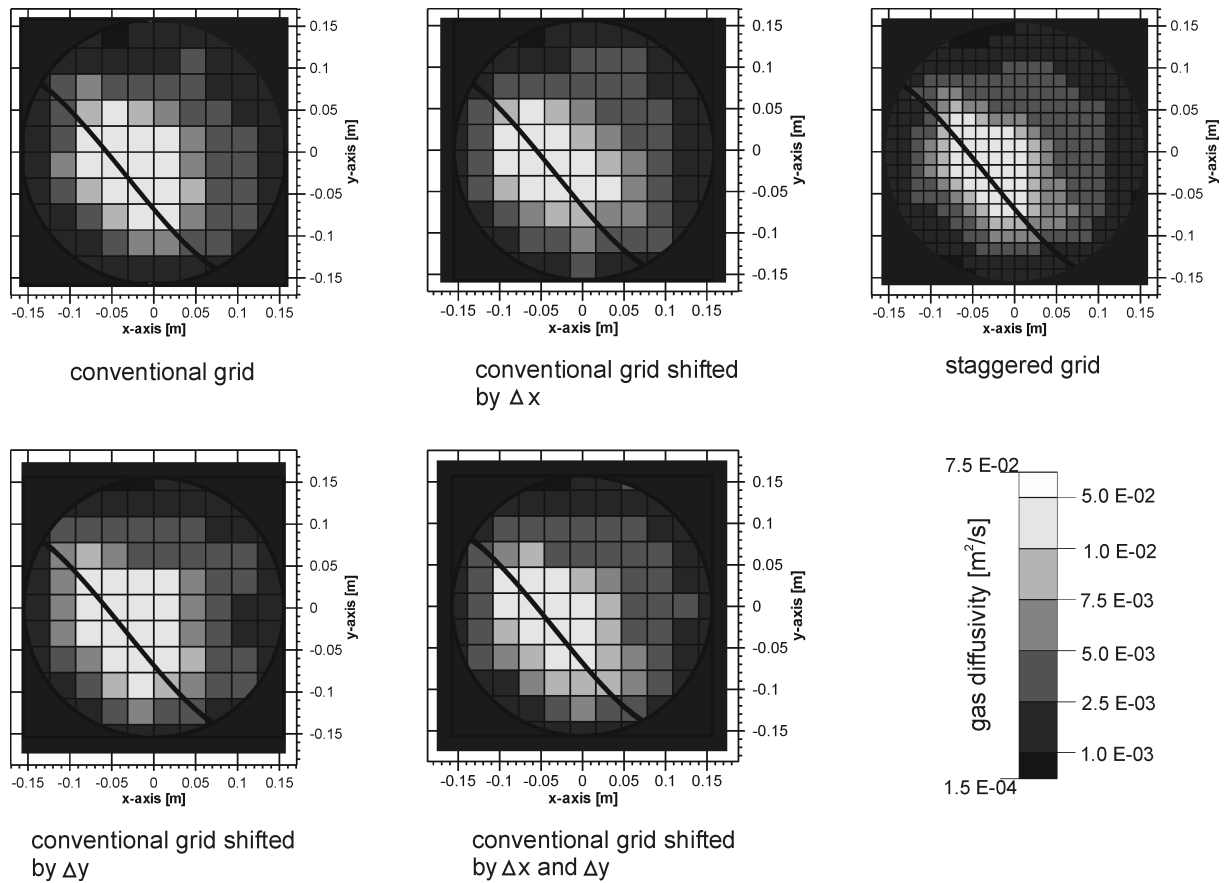 0.15
0.1
0.05
0
-0.05
-0.1
-0.15
y-axis [m]
-0.15 -0.1 -0.05 0 0.05 0.1 0.15
x-axis [m]
conventional grid
0.15
0.1
0.05
0
-0.05
-0.1
-0.15
y-axis [m]
-0.15 -0.1 -0.05 0 0.05 0.1 0.15
x-axis [m]
conventional grid shifted
by Δx
0.15
0.1
0.05
0
-0.05
-0.1
-0.15
y-axis [m]
-0.15 -0.1 -0.05 0 0.05 0.1 0.15
x-axis [m]
staggered grid
0.15
0.1
0.05
0
-0.05
-0.1
-0.15
y-axis [m]
-0.15 -0.1 -0.05 0 0.05 0.1 0.15
x-axis [m]
conventional grid shifted
by Δy
0.15
0.1
0.05
0
-0.05
-0.1
-0.15
y-axis [m]
-0.15 -0.1 -0.05 0 0.05 0.1 0.15
x-axis [m]
conventional grid shifted
by Δx and Δy
gas diffusivity [m²/s]
7.5 E-02
5.0 E-02
1.0 E-02
7.5 E-03
5.0 E-03
2.5 E-03
1.0 E-03
1.5 E-04